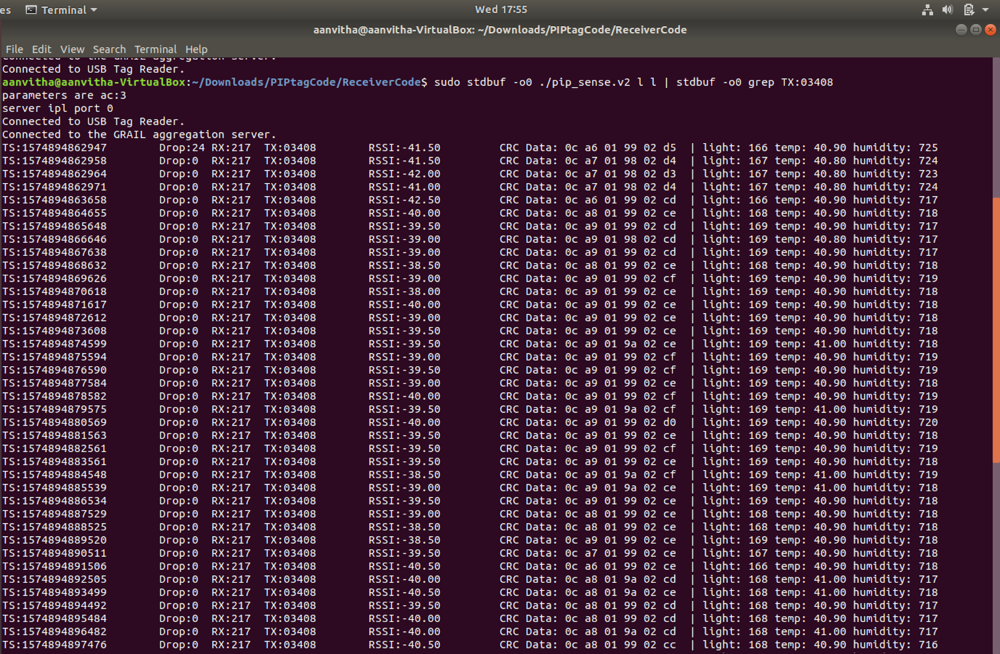 es Terminal Wed 17:55
aanvitha@aanvitha-VirtualBox: ~/Downloads/PIPtagCode/ReceiverCode
File Edit View Search Terminal Help
Connected to the GRAIL aggregation server.
Connected to USB Tag Reader.
aanvitha@aanvitha-VirtualBox:~/Downloads/PIPtagCode/ReceiverCode$ sudo stdbuf -o0 ./pip_sense.v2 l l | stdbuf -o0 grep TX:03408
parameters are ac:3
server ipl port 0
Connected to USB Tag Reader.
Connected to the GRAIL aggregation server.
TS:1574894862947 Drop:24 RX:217 TX:03408 RSSI:-41.50 CRC Data: 0c a6 01 99 02 d5 | light: 166 temp: 40.90 humidity: 725
TS:1574894862958 Drop:0 RX:217 TX:03408 RSSI:-41.50 CRC Data: 0c a7 01 98 02 d4 | light: 167 temp: 40.80 humidity: 724
TS:1574894862964 Drop:0 RX:217 TX:03408 RSSI:-42.00 CRC Data: 0c a7 01 98 02 d3 | light: 167 temp: 40.80 humidity: 723
TS:1574894862971 Drop:0 RX:217 TX:03408 RSSI:-41.00 CRC Data: 0c a7 01 98 02 d4 | light: 167 temp: 40.80 humidity: 724
TS:1574894863658 Drop:0 RX:217 TX:03408 RSSI:-42.50 CRC Data: 0c a6 01 99 02 cd | light: 166 temp: 40.90 humidity: 717
TS:1574894864655 Drop:0 RX:217 TX:03408 RSSI:-40.00 CRC Data: 0c a8 01 99 02 ce | light: 168 temp: 40.90 humidity: 718
TS:1574894865648 Drop:0 RX:217 TX:03408 RSSI:-39.50 CRC Data: 0c a9 01 99 02 cd | light: 169 temp: 40.90 humidity: 717
TS:1574894866646 Drop:0 RX:217 TX:03408 RSSI:-39.00 CRC Data: 0c a9 01 98 02 cd | light: 169 temp: 40.80 humidity: 717
TS:1574894867638 Drop:0 RX:217 TX:03408 RSSI:-39.00 CRC Data: 0c a9 01 99 02 cd | light: 169 temp: 40.90 humidity: 717
TS:1574894868632 Drop:0 RX:217 TX:03408 RSSI:-38.50 CRC Data: 0c a8 01 99 02 ce | light: 168 temp: 40.90 humidity: 718
TS:1574894869626 Drop:0 RX:217 TX:03408 RSSI:-39.00 CRC Data: 0c a9 01 99 02 cf | light: 169 temp: 40.90 humidity: 719
TS:1574894870618 Drop:0 RX:217 TX:03408 RSSI:-38.00 CRC Data: 0c a9 01 99 02 ce | light: 169 temp: 40.90 humidity: 718
TS:1574894871617 Drop:0 RX:217 TX:03408 RSSI:-40.00 CRC Data: 0c a9 01 99 02 ce | light: 169 temp: 40.90 humidity: 718
TS:1574894872612 Drop:0 RX:217 TX:03408 RSSI:-39.00 CRC Data: 0c a9 01 99 02 ce | light: 169 temp: 40.90 humidity: 718
TS:1574894873608 Drop:0 RX:217 TX:03408 RSSI:-39.50 CRC Data: 0c a9 01 99 02 ce | light: 169 temp: 40.90 humidity: 718
TS:1574894874599 Drop:0 RX:217 TX:03408 RSSI:-39.50 CRC Data: 0c a9 01 9a 02 ce | light: 169 temp: 41.00 humidity: 718
TS:1574894875594 Drop:0 RX:217 TX:03408 RSSI:-39.00 CRC Data: 0c a9 01 99 02 cf | light: 169 temp: 40.90 humidity: 719
TS:1574894876590 Drop:0 RX:217 TX:03408 RSSI:-39.50 CRC Data: 0c a9 01 99 02 cf | light: 169 temp: 40.90 humidity: 719
TS:1574894877584 Drop:0 RX:217 TX:03408 RSSI:-39.00 CRC Data: 0c a9 01 99 02 ce | light: 169 temp: 40.90 humidity: 718
TS:1574894878582 Drop:0 RX:217 TX:03408 RSSI:-40.00 CRC Data: 0c a9 01 99 02 cf | light: 169 temp: 40.90 humidity: 719
TS:1574894879575 Drop:0 RX:217 TX:03408 RSSI:-39.50 CRC Data: 0c a9 01 9a 02 cf | light: 169 temp: 41.00 humidity: 719
TS:1574894880569 Drop:0 RX:217 TX:03408 RSSI:-40.00 CRC Data: 0c a9 01 99 02 d0 | light: 169 temp: 40.90 humidity: 720
TS:1574894881563 Drop:0 RX:217 TX:03408 RSSI:-39.50 CRC Data: 0c a9 01 99 02 ce | light: 169 temp: 40.90 humidity: 718
TS:1574894882561 Drop:0 RX:217 TX:03408 RSSI:-39.50 CRC Data: 0c a9 01 99 02 cf | light: 169 temp: 40.90 humidity: 719
TS:1574894883561 Drop:0 RX:217 TX:03408 RSSI:-39.50 CRC Data: 0c a9 01 99 02 ce | light: 169 temp: 40.90 humidity: 718
TS:1574894884548 Drop:0 RX:217 TX:03408 RSSI:-38.50 CRC Data: 0c a9 01 9a 02 cf | light: 169 temp: 41.00 humidity: 719
TS:1574894885539 Drop:0 RX:217 TX:03408 RSSI:-39.00 CRC Data: 0c a9 01 9a 02 ce | light: 169 temp: 41.00 humidity: 718
TS:1574894886534 Drop:0 RX:217 TX:03408 RSSI:-39.50 CRC Data: 0c a9 01 99 02 ce | light: 169 temp: 40.90 humidity: 718
TS:1574894887529 Drop:0 RX:217 TX:03408 RSSI:-39.00 CRC Data: 0c a8 01 99 02 ce | light: 168 temp: 40.90 humidity: 718
TS:1574894888525 Drop:0 RX:217 TX:03408 RSSI:-38.50 CRC Data: 0c a8 01 99 02 ce | light: 168 temp: 40.90 humidity: 718
TS:1574894889520 Drop:0 RX:217 TX:03408 RSSI:-38.50 CRC Data: 0c a9 01 99 02 ce | light: 169 temp: 40.90 humidity: 718
TS:1574894890511 Drop:0 RX:217 TX:03408 RSSI:-39.50 CRC Data: 0c a7 01 99 02 ce | light: 167 temp: 40.90 humidity: 718
TS:1574894891506 Drop:0 RX:217 TX:03408 RSSI:-40.50 CRC Data: 0c a6 01 99 02 ce | light: 166 temp: 40.90 humidity: 718
TS:1574894892505 Drop:0 RX:217 TX:03408 RSSI:-40.00 CRC Data: 0c a8 01 9a 02 cd | light: 168 temp: 41.00 humidity: 717
TS:1574894893499 Drop:0 RX:217 TX:03408 RSSI:-40.50 CRC Data: 0c a8 01 9a 02 ce | light: 168 temp: 41.00 humidity: 718
TS:1574894894492 Drop:0 RX:217 TX:03408 RSSI:-39.50 CRC Data: 0c a8 01 99 02 cd | light: 168 temp: 40.90 humidity: 717
TS:1574894895484 Drop:0 RX:217 TX:03408 RSSI:-40.00 CRC Data: 0c a8 01 99 02 cd | light: 168 temp: 40.90 humidity: 717
TS:1574894896482 Drop:0 RX:217 TX:03408 RSSI:-40.00 CRC Data: 0c a8 01 9a 02 cd | light: 168 temp: 41.00 humidity: 717
TS:1574894897476 Drop:0 RX:217 TX:03408 RSSI:-40.50 CRC Data: 0c a8 01 99 02 cc | light: 168 temp: 40.90 humidity: 716